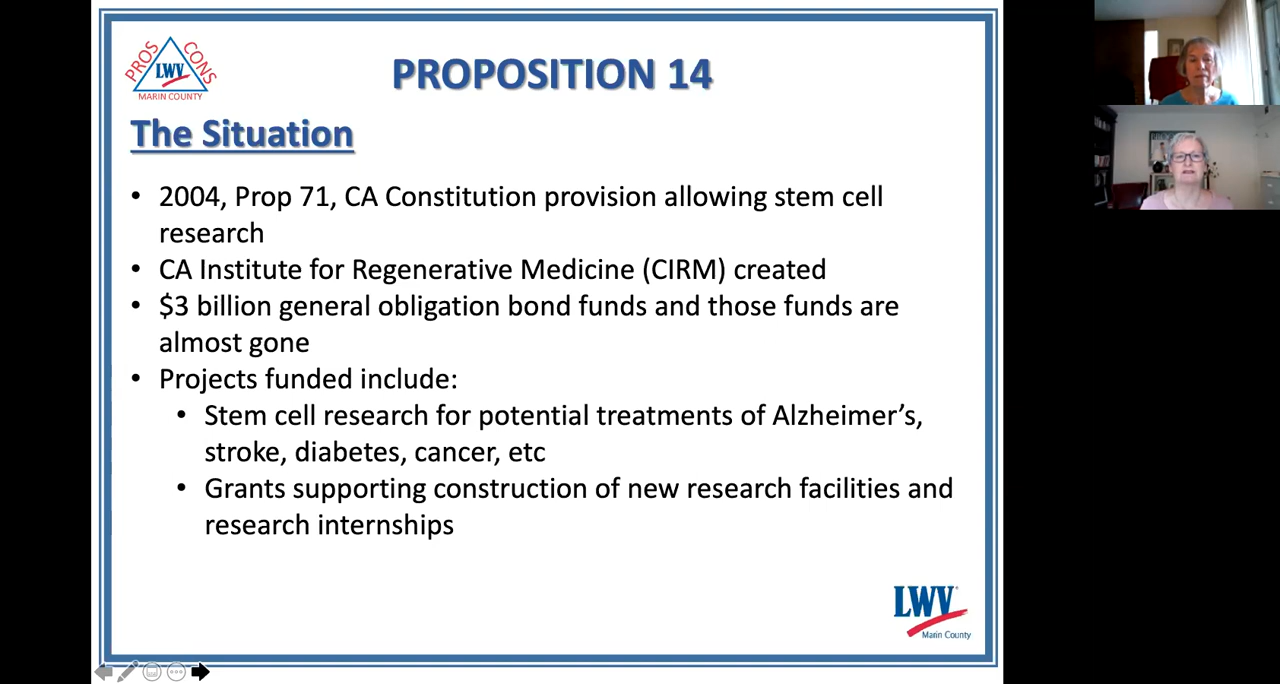 PROS
CONS
LWV
MARIN COUNTY
PROPOSITION 14
The Situation
• 2004, Prop 71, CA Constitution provision allowing stem cell
research
• CA Institute for Regenerative Medicine (CIRM) created
• $3 billion general obligation bond funds and those funds are
almost gone
• Projects funded include:
• Stem cell research for potential treatments of Alzheimer’s,
stroke, diabetes, cancer, etc
• Grants supporting construction of new research facilities and
research internships
LWV
Marin County